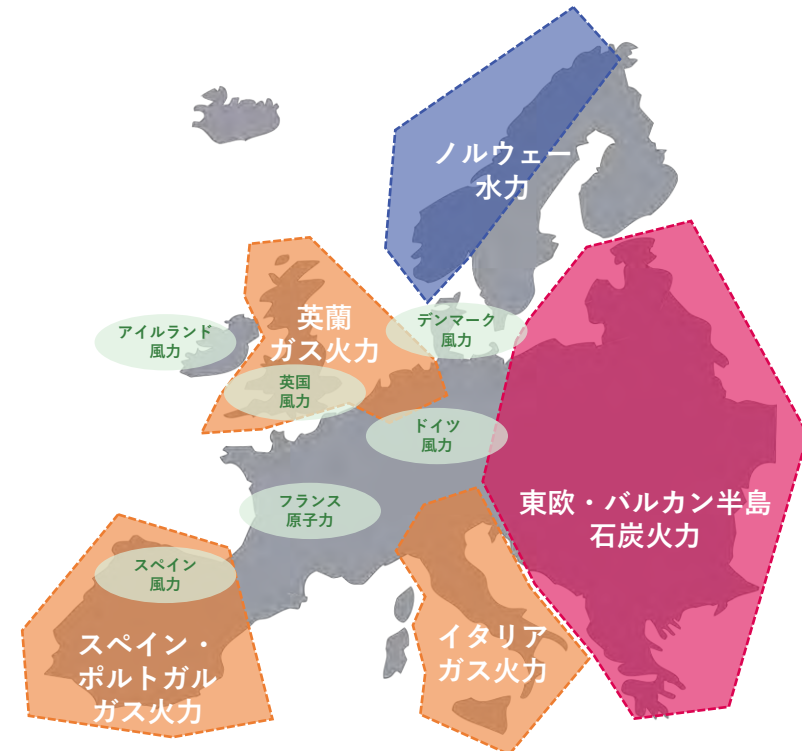 ノルウェー
水力
英蘭
ガス火力
アイルランド
風力
デンマーク
風力
英国
風力
ドイツ
風力
フランス
原子力
東欧・バルカン半島
石炭火力
スペイン
風力
スペイン・
ポルトガル
ガス火力
イタリア
ガス火力